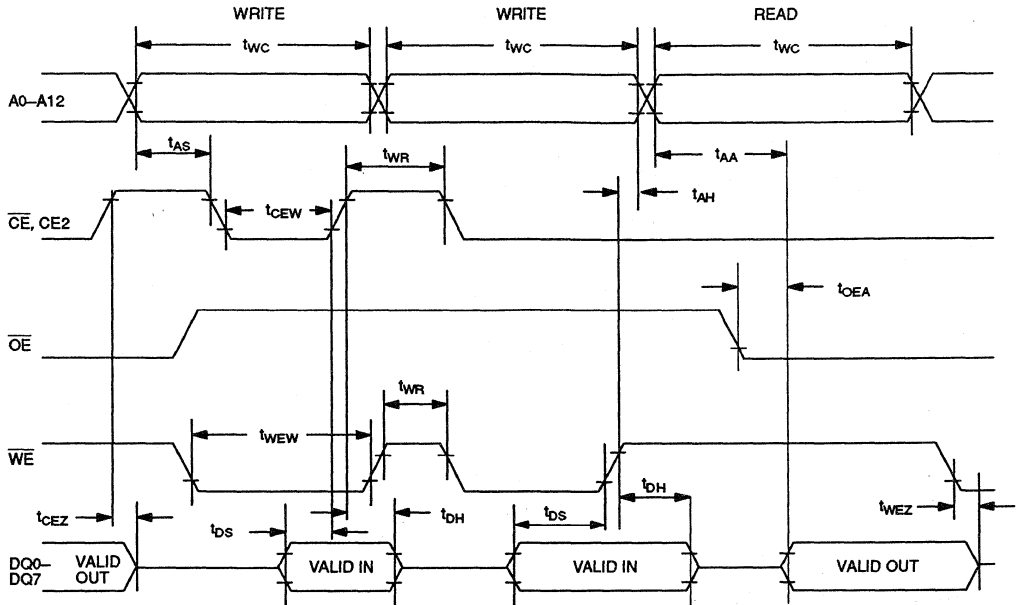 WRITE WRITE READ
tWC tWC tWC
A0–A12
tAS tWR tAA
tAH
CE, CE2 tCEW
tOEA
OE
tWR
WE tWEW
tDH
tCEZ tDS tDH tDS tWEZ
DQ0– VALID
DQ7 OUT VALID IN VALID IN VALID OUT